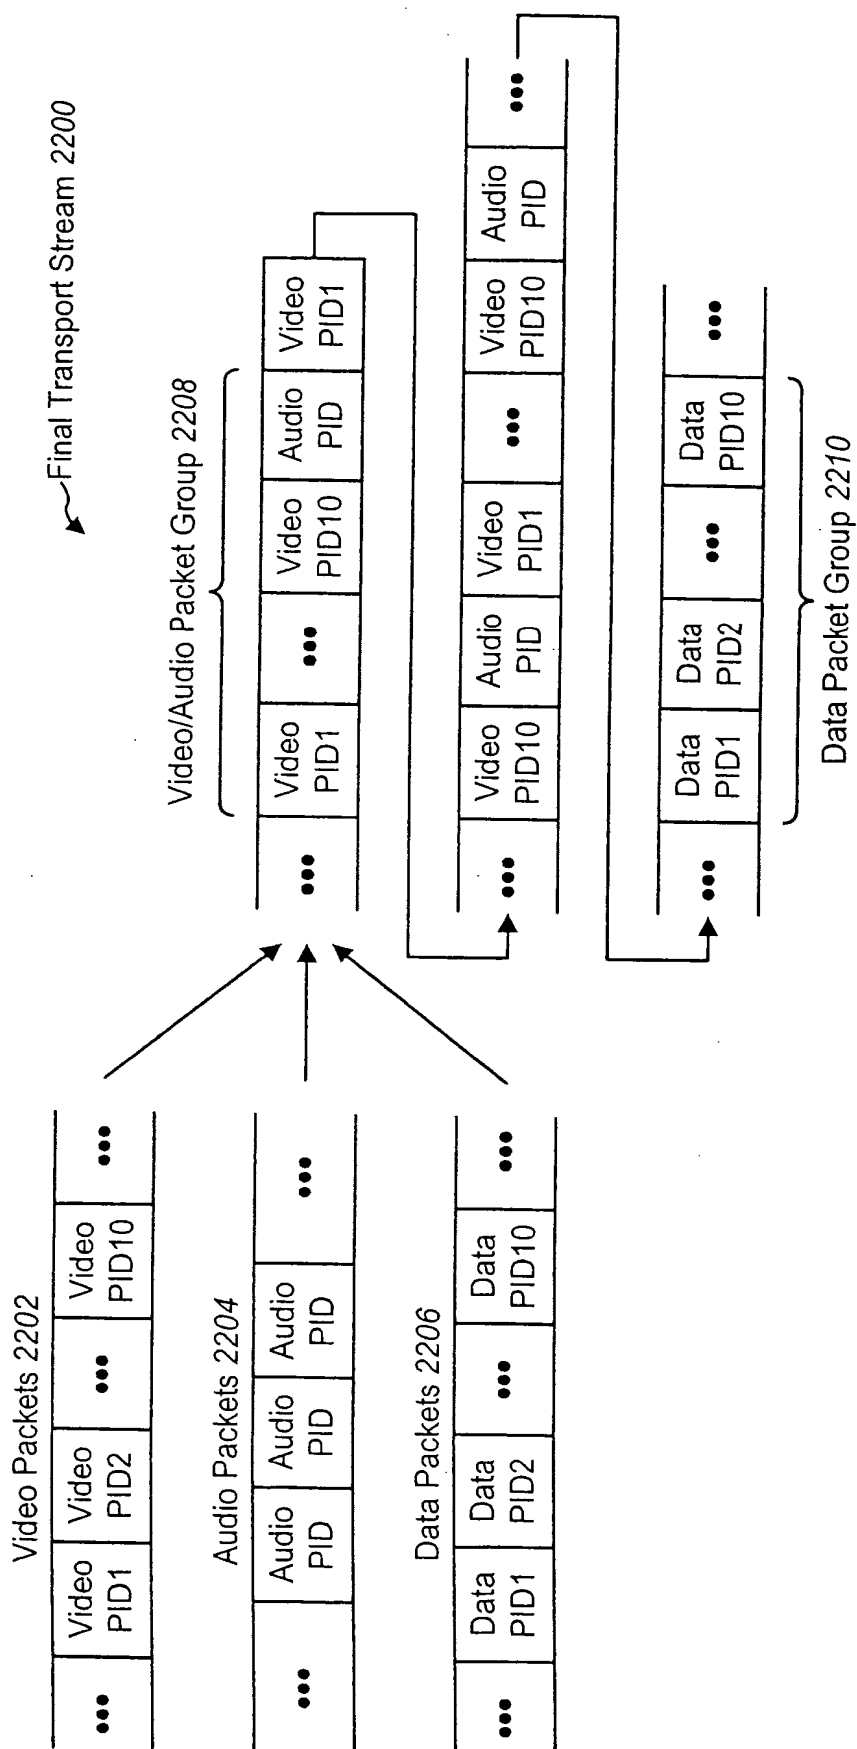 Final Transport Stream 2200
Video Packets 2202
••• Video PID1 Video PID2 ••• Video PID10 •••
Audio Packets 2204
••• Audio PID Audio PID Audio PID •••
Data Packets 2206
••• Data PID1 Data PID2 ••• Data PID10 •••
Video/Audio Packet Group 2208
••• Video PID1 ••• Video PID10 Audio PID Video PID1
••• Video PID10 Audio PID Video PID1 ••• Video PID10 Audio PID •••
••• Data PID1 Data PID2 ••• Data PID10 •••
Data Packet Group 2210